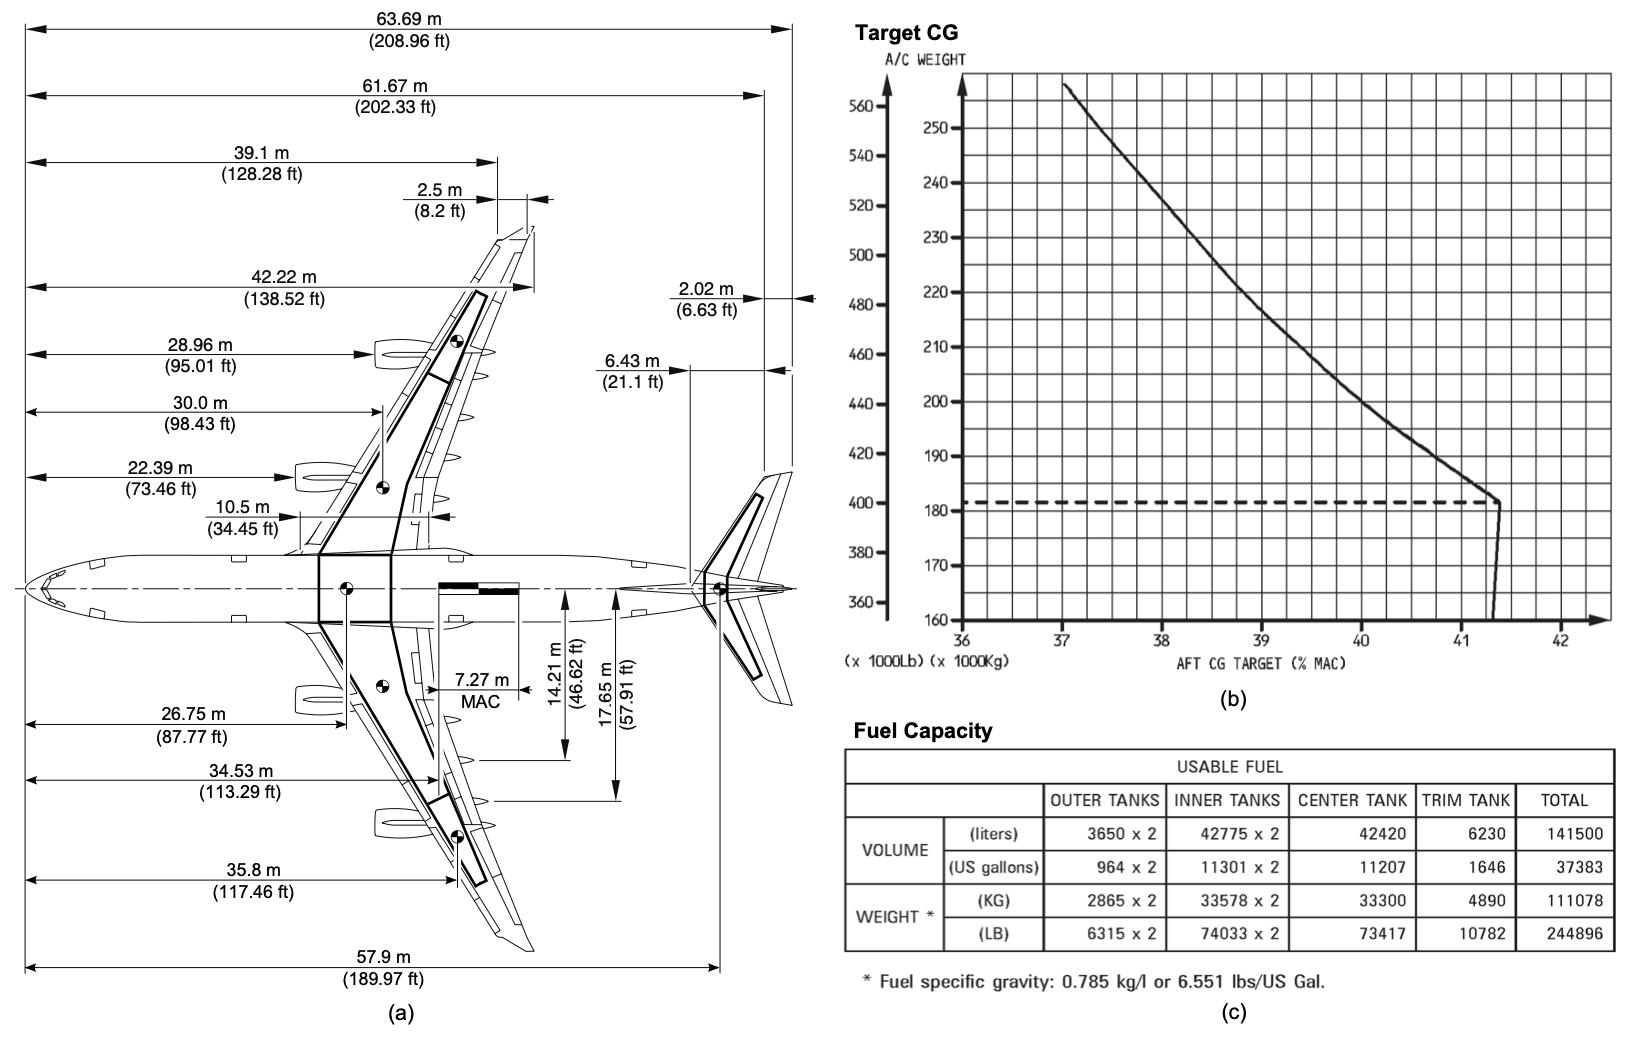 63.69 m
(208.96 ft)
61.67 m
(202.33 ft)
39.1 m
(128.28 ft)
2.5 m
(8.2 ft)
42.22 m
(138.52 ft)
2.02 m
(6.63 ft)
28.96 m
(95.01 ft)
6.43 m
(21.1 ft)
30.0 m
(98.43 ft)
22.39 m
(73.46 ft)
10.5 m
(34.45 ft)
14.21 m
(46.62 ft)
17.65 m
(57.91 ft)
7.27 m
MAC
26.75 m
(87.77 ft)
34.53 m
(113.29 ft)
35.8 m
(117.46 ft)
57.9 m
(189.97 ft)
(a)
Target CG
A/C WEIGHT
560
540
520
500
480
460
440
420
400
380
360
250
240
230
220
210
200
190
180
170
160
36 37 38 39 40 41 42
(x 1000Lb) (x 1000Kg)
AFT CG TARGET (% MAC)
(b)
Fuel Capacity
USABLE FUEL
OUTER TANKS INNER TANKS CENTER TANK TRIM TANK TOTAL
VOLUME
(liters) 3650 x 2 42775 x 2 42420 6230 141500
(US gallons) 964 x 2 11301 x 2 11207 1646 37383
WEIGHT *
(KG) 2865 x 2 33578 x 2 33300 4890 111078
(LB) 6315 x 2 74033 x 2 73417 10782 244896
* Fuel specific gravity: 0.785 kg/l or 6.551 lbs/US Gal.
(c)